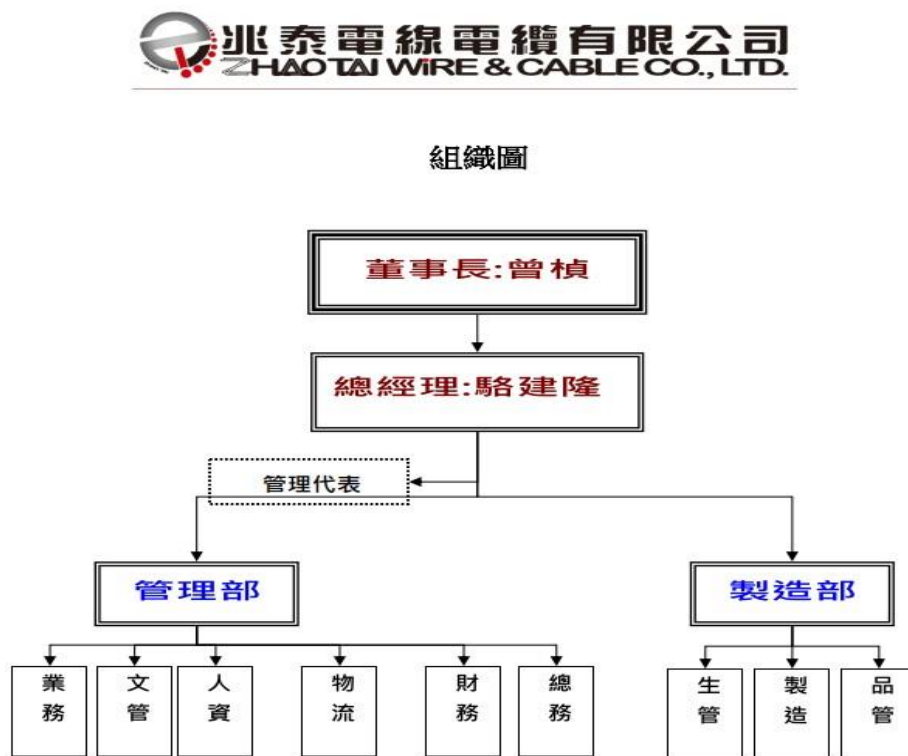 兆泰電線電纜有限公司
ZHAOTAI WiRE & CABLE CO., LTD.
組織圖
董事長:曾楨
總經理:駱建隆
管理代表
管理部
製造部
業務
文管
人資
物流
財務
總務
生管
製造
品管